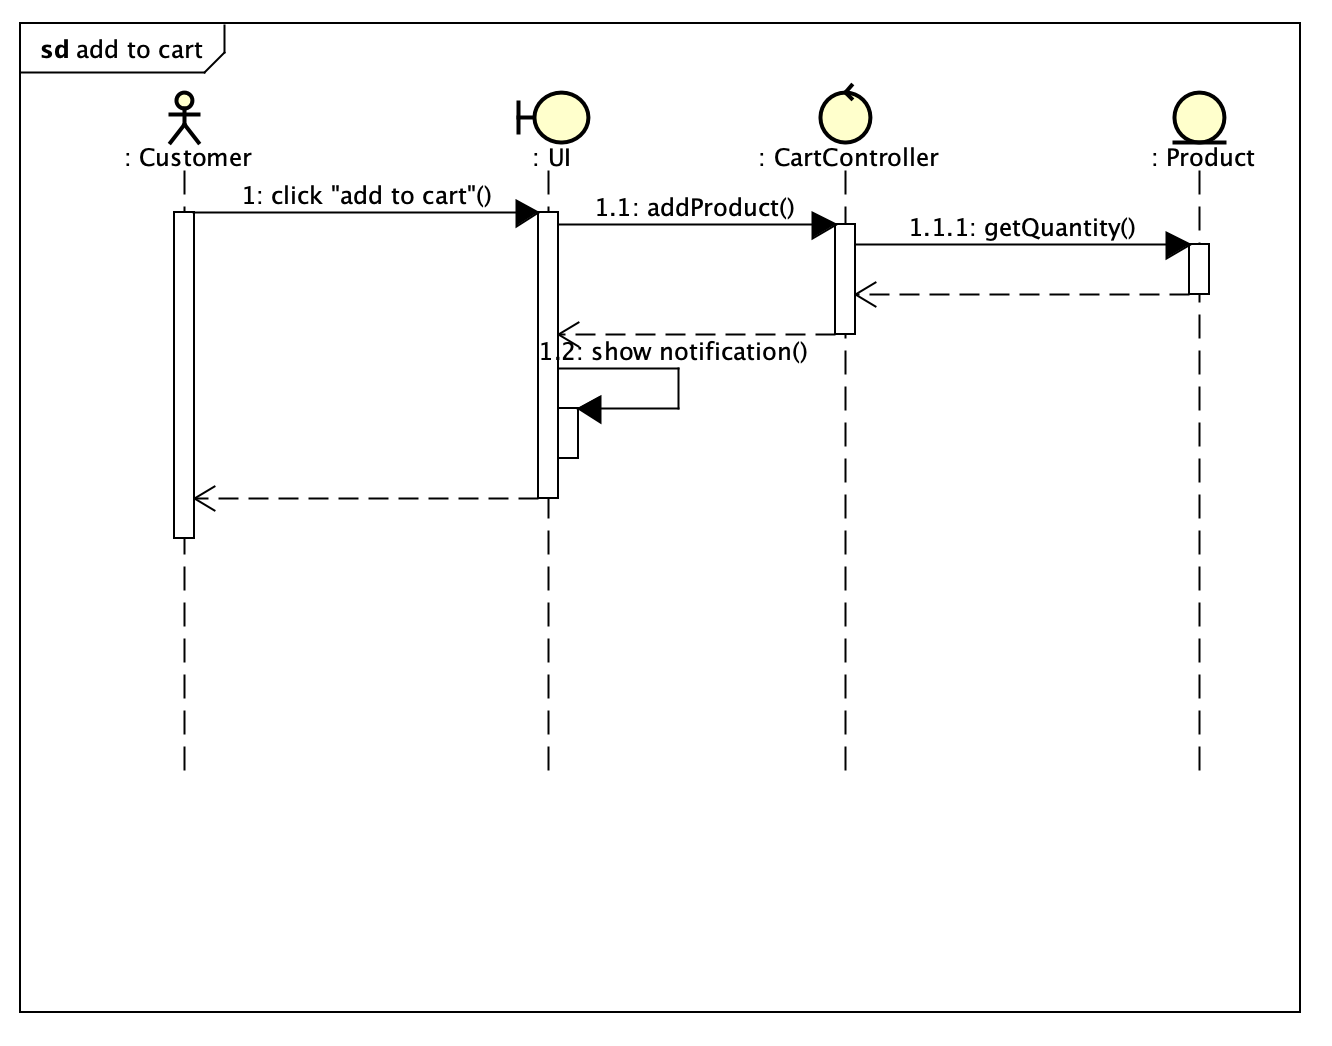 sd add to cart
: Customer
: UI
: CartController
: Product
1: click "add to cart"()
1.1: addProduct()
1.1.1: getQuantity()
1.2: show notification()